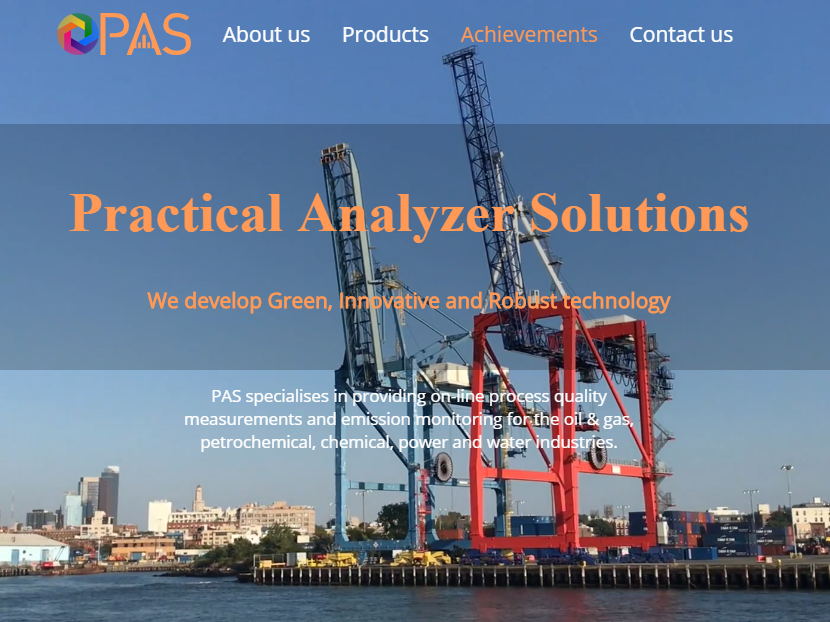 PAS
About us
Products
Achievements
Contact us
Practical Analyzer Solutions
We develop Green, Innovative and Robust technology
PAS specialises in providing on-line process quality
measurements and emission monitoring for the oil & gas,
petrochemical, chemical, power and water industries.